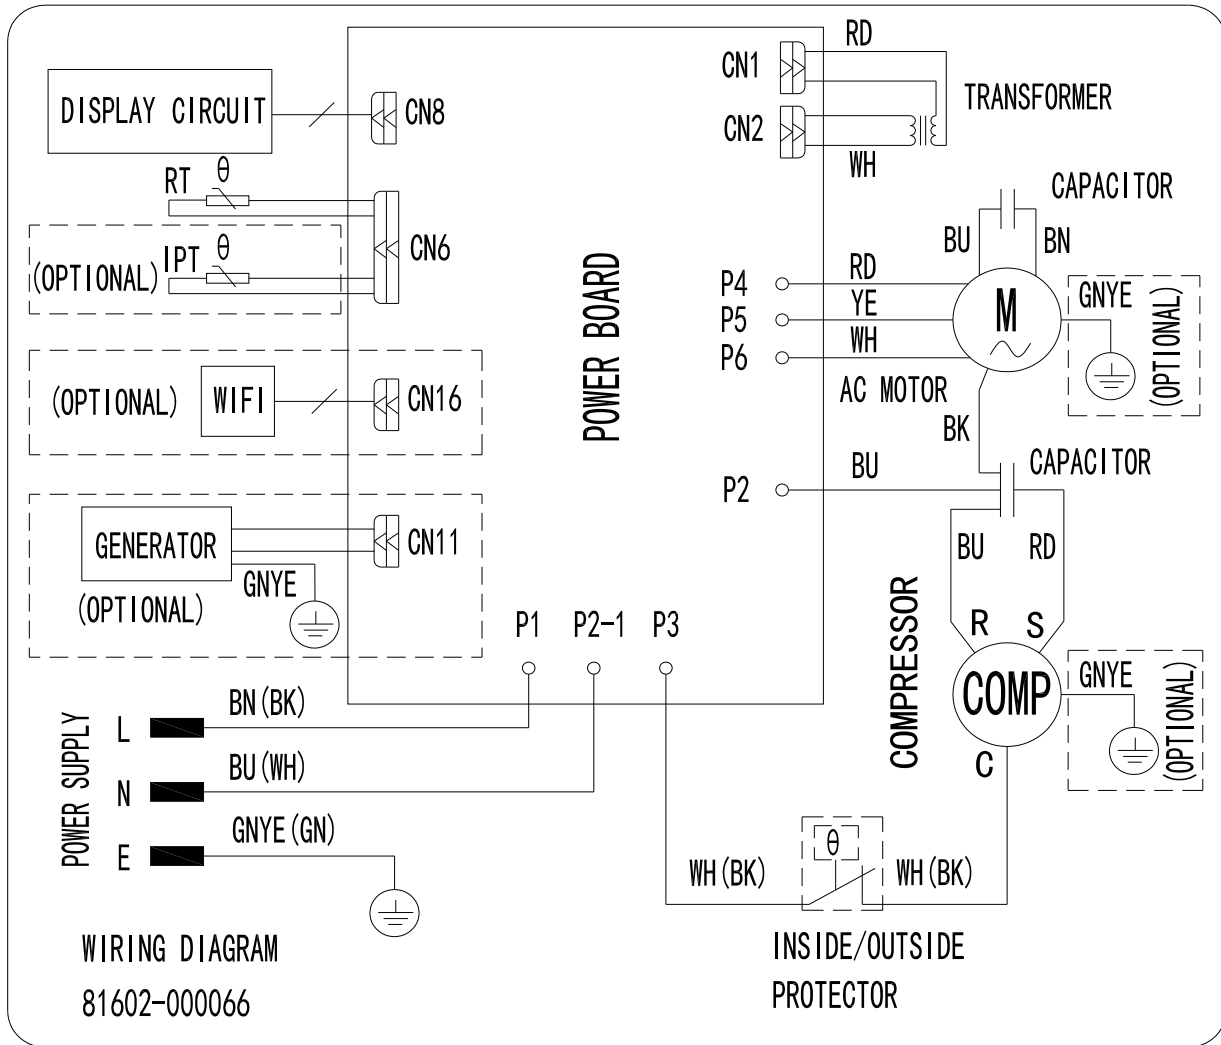 RD
CN1
DISPLAY CIRCUIT
CN8
TRANSFORMER
CN2
WH
RT θ
CAPACITOR
BU
BN
(OPTIONAL)
IPT θ
CN6
P4
RD
GNYE
M
P5
YE
P6
WH
(OPTIONAL)
POWER BOARD
AC MOTOR
(OPTIONAL)
WIFI
CN16
BK
BU
CAPACITOR
P2
GENERATOR
CN11
BU
RD
GNYE
(OPTIONAL)
COMPRESSOR
P1
P2-1
P3
R
S
COMP
GNYE
(OPTIONAL)
C
POWER SUPPLY
L
BN(BK)
N
BU(WH)
E
GNYE(GN)
θ
WH(BK)
WH(BK)
INSIDE/OUTSIDE
PROTECTOR
WIRING DIAGRAM
81602-000066